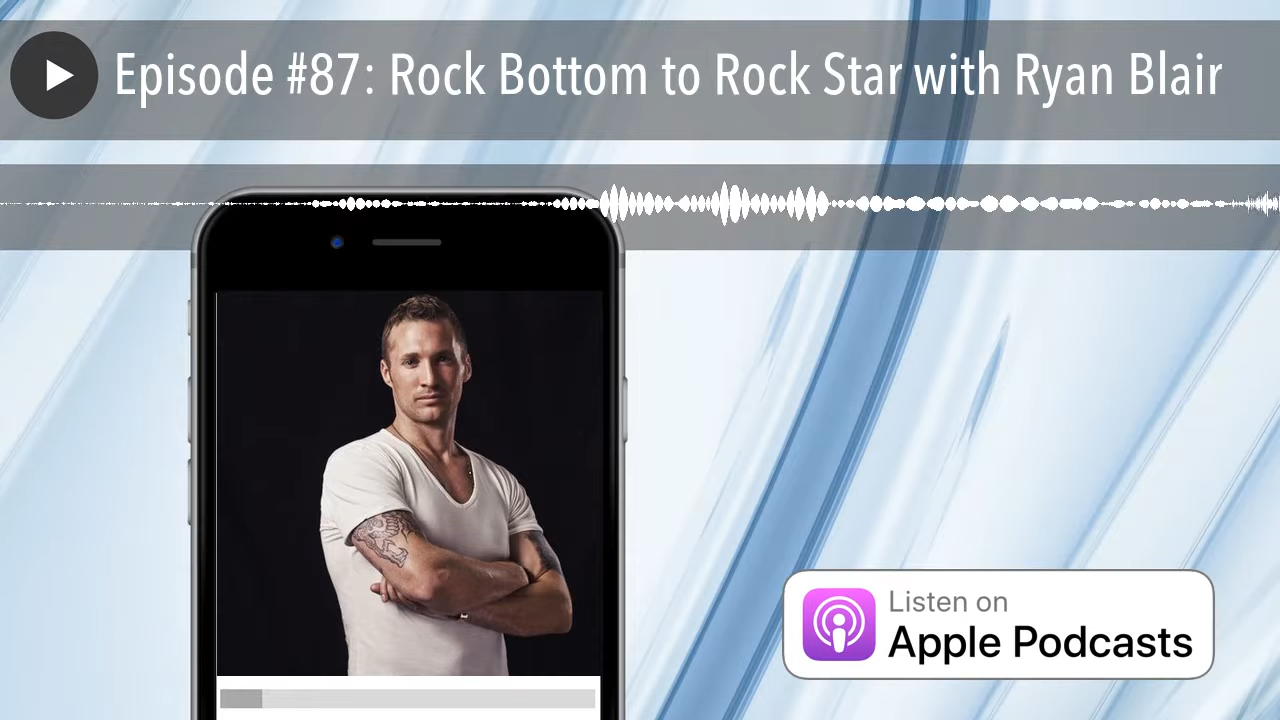 Episode #87: Rock Bottom to Rock Star with Ryan Blair
Listen on
Apple Podcasts